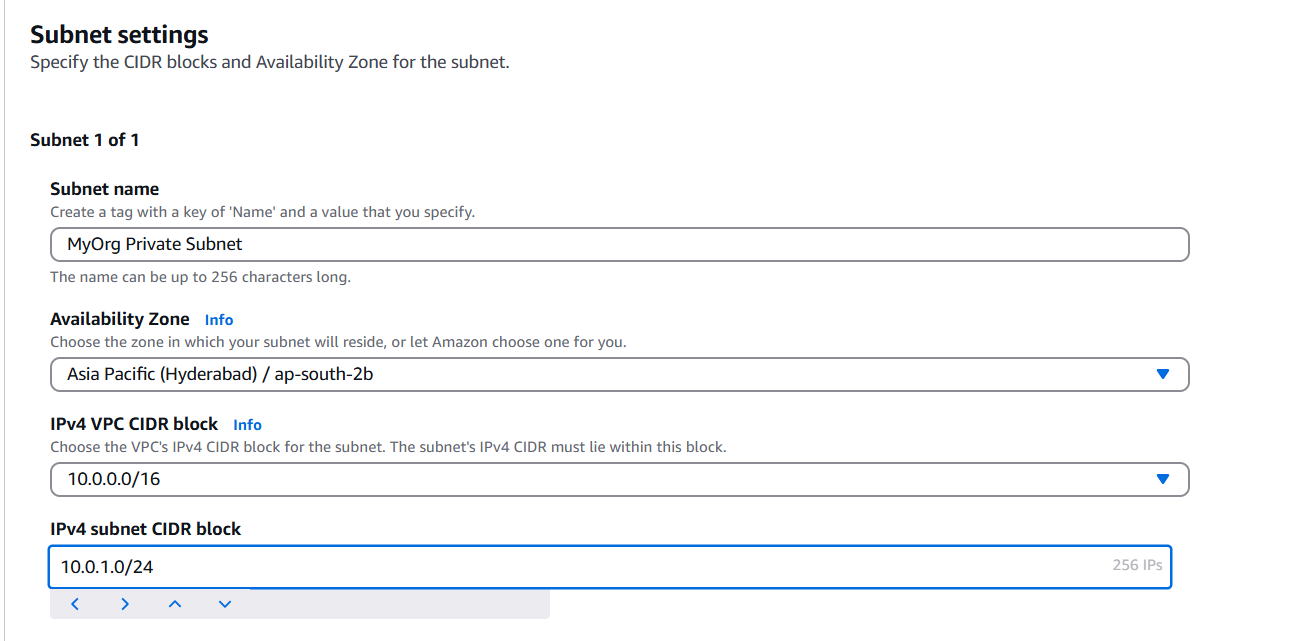 Subnet settings
Specify the CIDR blocks and Availability Zone for the subnet.
Subnet 1 of 1
Subnet name
Create a tag with a key of 'Name' and a value that you specify.
MyOrg Private Subnet
The name can be up to 256 characters long.
Availability Zone Info
Choose the zone in which your subnet will reside, or let Amazon choose one for you.
Asia Pacific (Hyderabad) / ap-south-2b
IPv4 VPC CIDR block Info
Choose the VPC's IPv4 CIDR block for the subnet. The subnet's IPv4 CIDR must lie within this block.
10.0.0.0/16
IPv4 subnet CIDR block
10.0.1.0/24 256 IPs